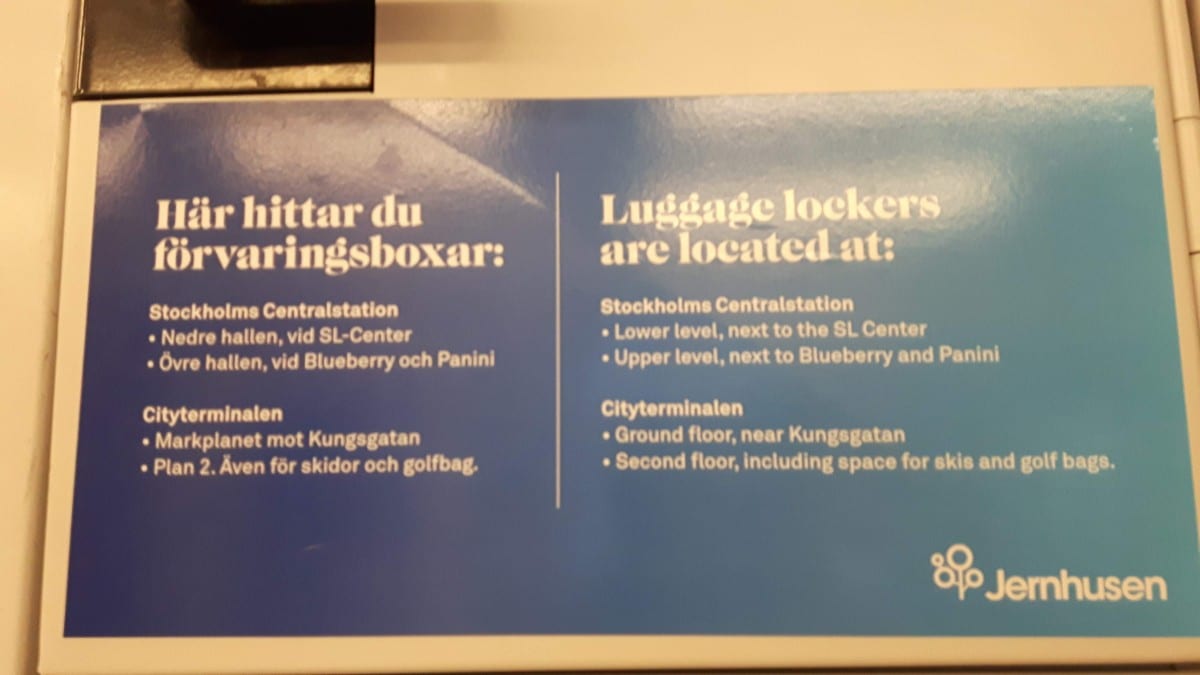 Här hittar du
förvaringsboxar:
Stockholms Centralstation
• Nedre hallen, vid SL-Center
• Övre hallen, vid Blueberry och Panini
Cityterminalen
• Markplanet mot Kungsgatan
• Plan 2. Även för skidor och golfbag.
Luggage lockers
are located at:
Stockholms Centralstation
• Lower level, next to the SL Center
• Upper level, next to Blueberry and Panini
Cityterminalen
• Ground floor, near Kungsgatan
• Second floor, including space for skis and golf bags.
Jernhusen